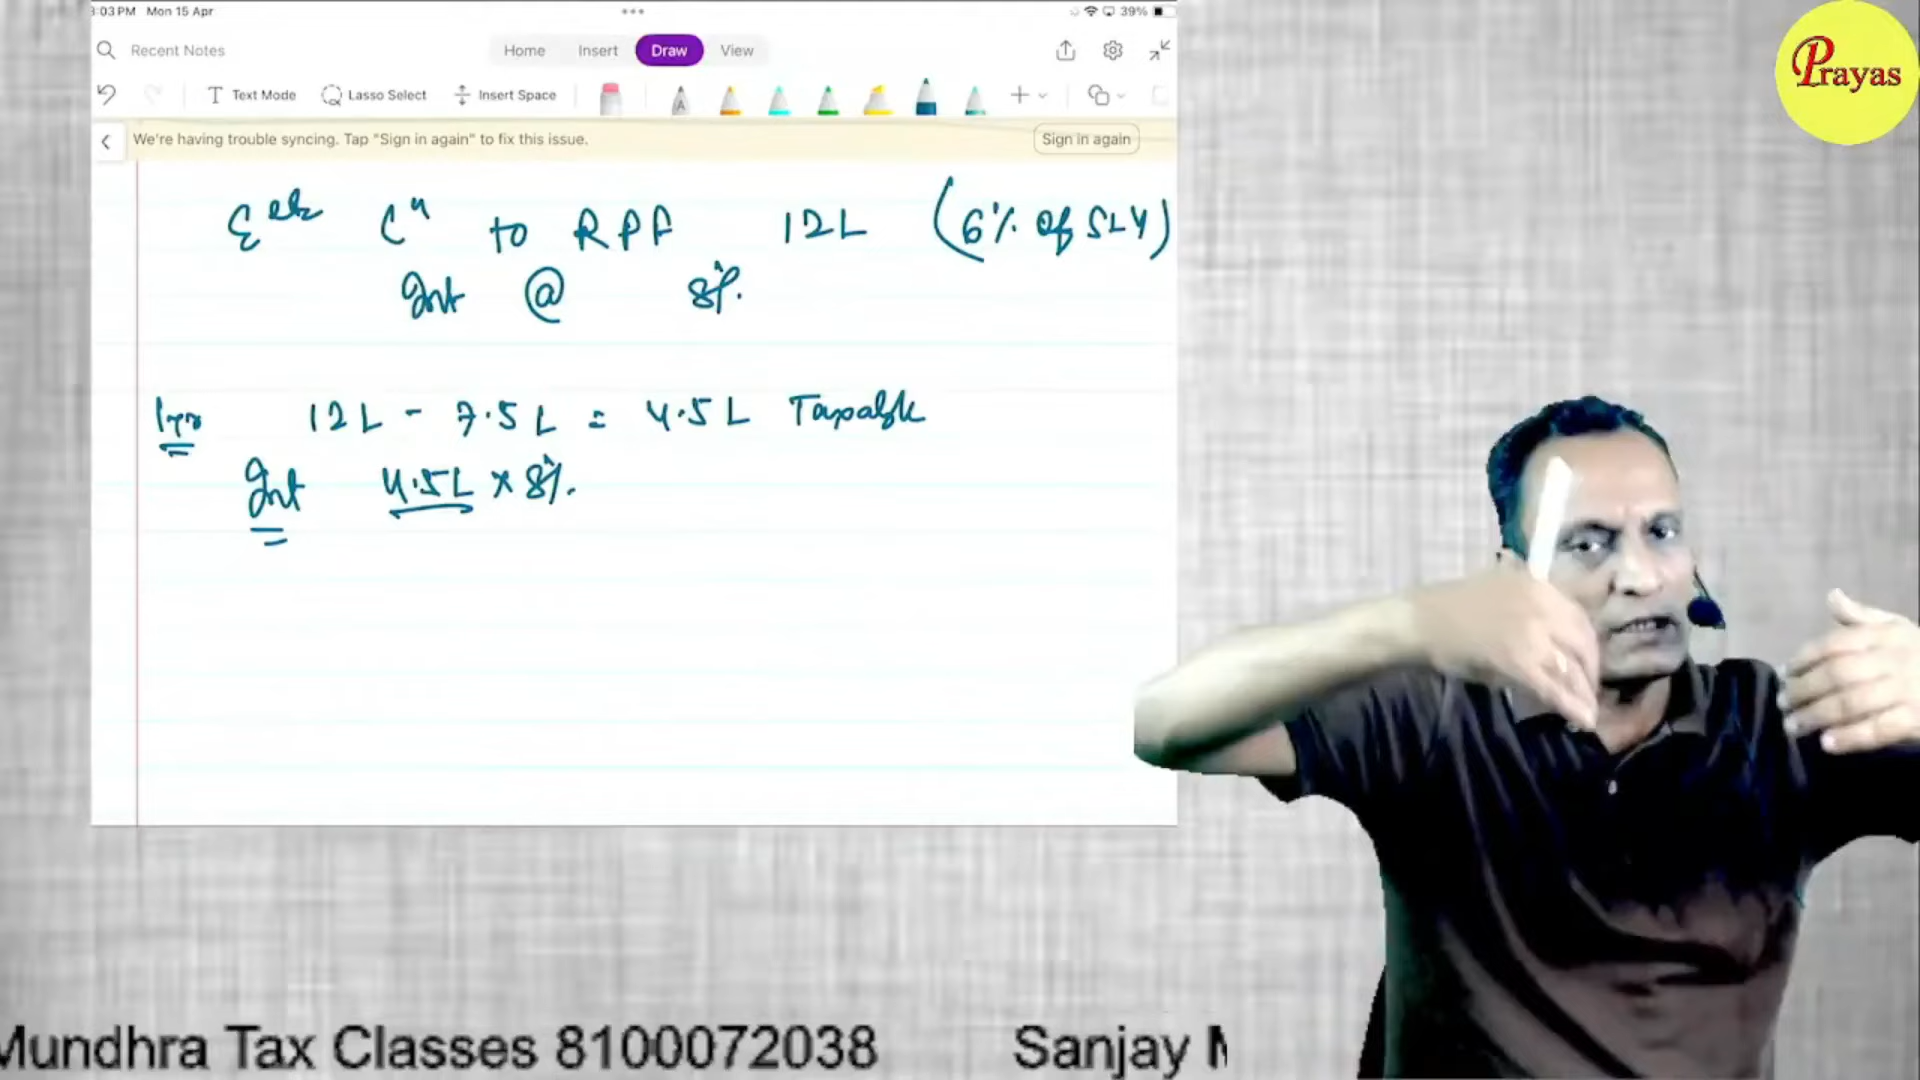 3:03 PM Mon 15 Apr
39%
Prayas
Recent Notes
Home Insert Draw View
Text Mode Lasso Select Insert Space
We're having trouble syncing. Tap "Sign in again" to fix this issue.
Sign in again
to RPF 12L (6% of SLY)
Int @ 8%.
1yr 12L - 7.5L = 4.5L Taxable
Int 4.5L × 8%.
Mundhra Tax Classes 8100072038 Sanjay M